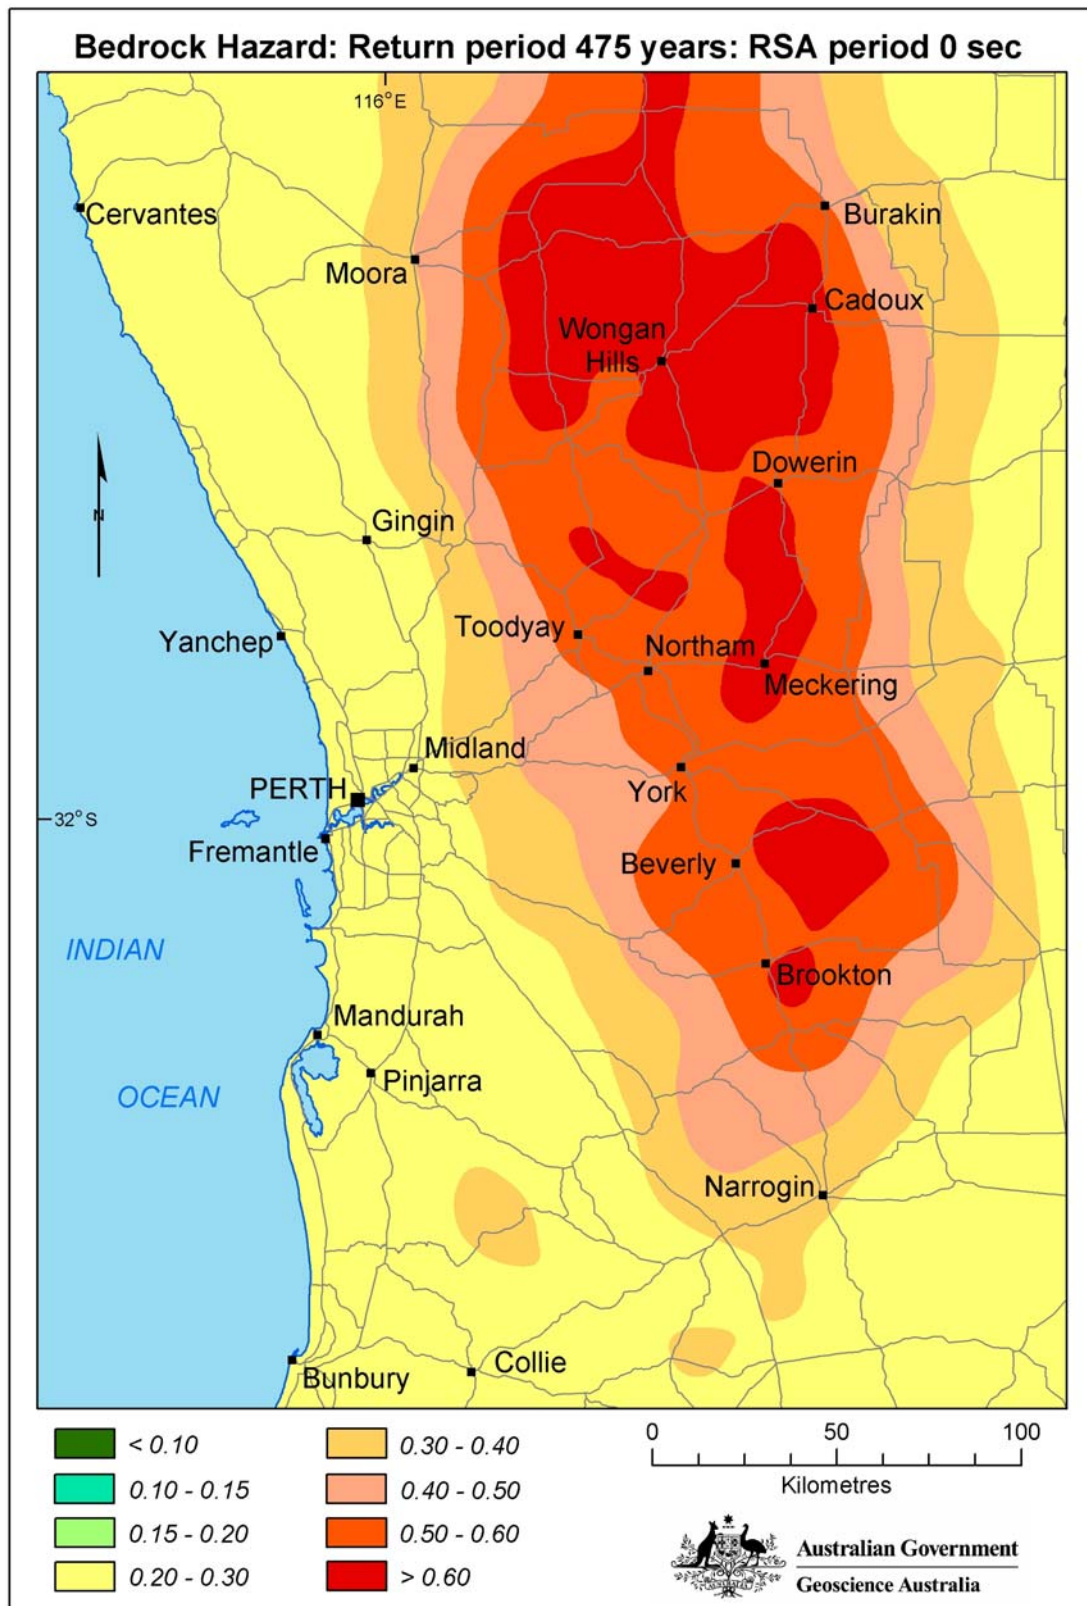 Bedrock Hazard: Return period 475 years: RSA period 0 sec
116°E
Cervantes
Burakin
Moora
Cadoux
Wongan
Hills
Dowerin
N
Gingin
Toodyay
Yanchep
Northam
Meckering
Midland
PERTH
York
32°S
Fremantle
Beverly
INDIAN
Brookton
Mandurah
Pinjarra
OCEAN
Narrogin
Collie
Bunbury
< 0.10
0.10 - 0.15
0.15 - 0.20
0.20 - 0.30
0.30 - 0.40
0.40 - 0.50
0.50 - 0.60
> 0.60
0 50 100
Kilometres
AUSTRALIA
Australian Government
Geoscience Australia